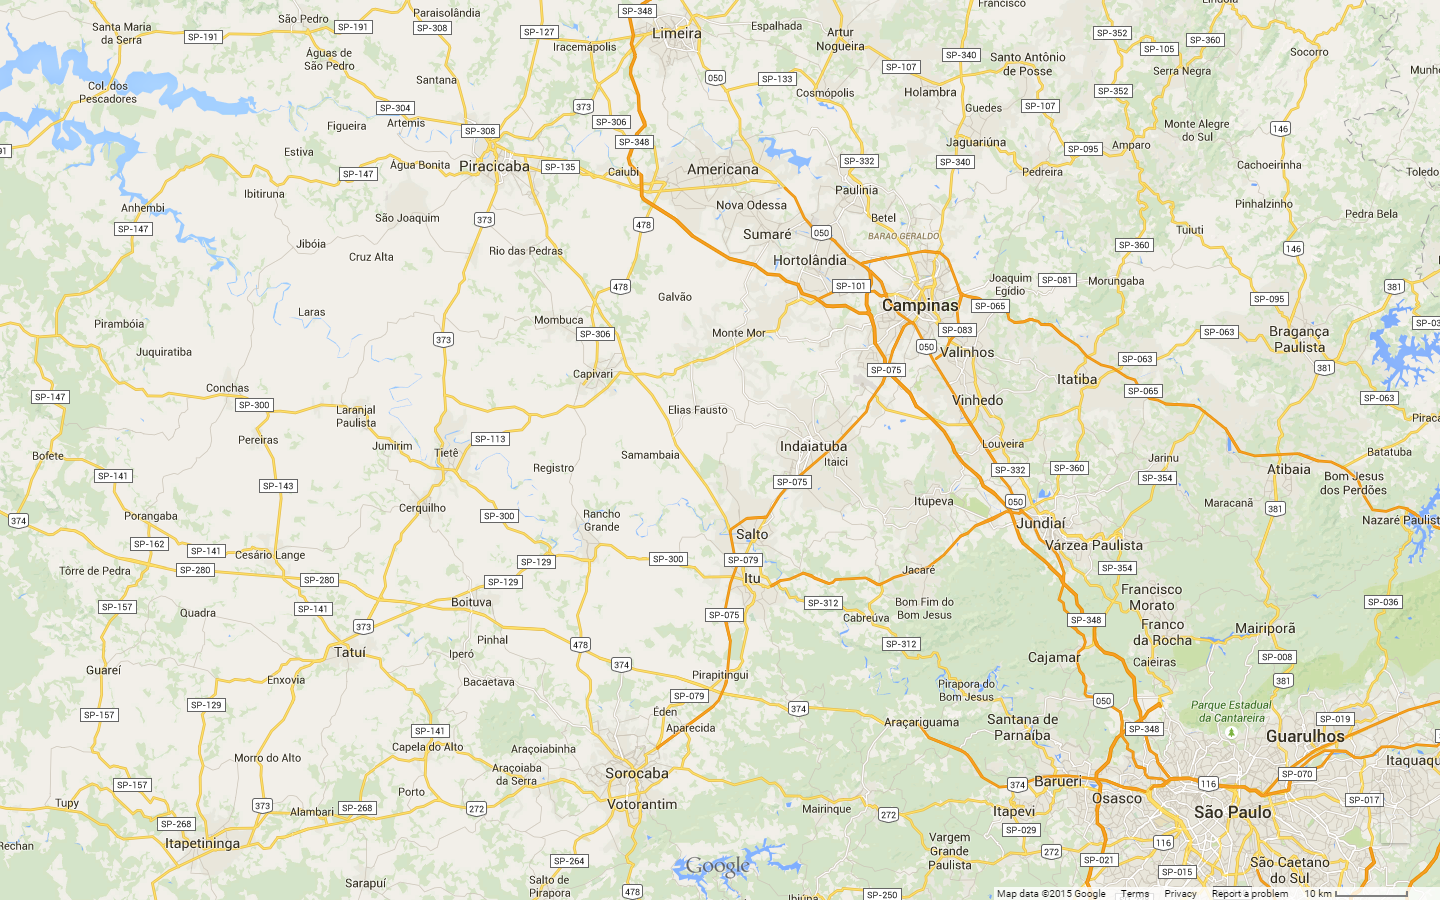 Santa Maria
da Serra
São Pedro
Paraisolândia
SP-348
Limeira
Espalhada
Francisco
SP-191
SP-191
SP-308
SP-127
Iracemápolis
Artur
Nogueira
SP-352
SP-360
SP-105
Socorro
Águas de
São Pedro
SP-340
Santo Antônio
de Posse
SP-107
Serra Negra
Santana
050
SP-133
Cosmópolis
Holambra
SP-352
Col. dos
Pescadores
SP-304
373
Guedes
SP-107
Artemis
Figueira
SP-308
SP-306
SP-348
Monte Alegre
do Sul
146
Jaguariúna
SP-095
Amparo
Estiva
Água Bonita
Piracicaba
SP-135
Caiubi
Americana
SP-332
SP-340
Pedreira
Cachoeirinha
SP-147
Toledo
Ibitiruna
Paulinia
Anhembi
São Joaquim
373
478
Nova Odessa
Betel
Pinhalzinho
Pedra Bela
SP-147
Sumaré
050
BARAO GERALDO
Tuiuti
Jibóia
Cruz Alta
Rio das Pedras
SP-360
146
Hortolândia
478
SP-101
Joaquim
Egídio
SP-081
Morungaba
381
Galvão
Campinas
SP-065
SP-095
Laras
Mombuca
Pirambóia
SP-306
Monte Mor
SP-083
SP-063
Bragança
Paulista
373
050
Valinhos
Juquiratiba
SP-063
Capivari
SP-075
Itatiba
381
Conchas
SP-147
SP-065
SP-063
SP-300
Laranjal
Paulista
Elias Fausto
Vinhedo
Pereiras
SP-113
Jumirim
Tietê
Indaiatuba
Itaici
Louveira
Batatuba
Bofete
Samambaia
Jarinu
Registro
SP-332
SP-360
SP-354
Atibaia
SP-141
SP-143
SP-075
Bom Jesus
dos Perdões
Itupeva
050
Maracanã
381
Cerquilho
374
Porangaba
SP-300
Rancho
Grande
Jundiaí
Salto
SP-162
SP-141
Cesário Lange
SP-300
SP-079
Várzea Paulista
SP-129
Tôrre de Pedra
SP-280
SP-280
SP-129
Itu
Jacaré
SP-354
SP-157
SP-141
Boituva
SP-312
Francisco
Morato
SP-036
Quadra
SP-075
Cabreúva
Bom Fim do
Bom Jesus
SP-348
373
Franco
da Rocha
Mairiporã
Pinhal
478
SP-312
Tatuí
Iperó
374
Cajamar
Caieiras
SP-008
Guareí
Enxovia
Bacaetava
Pirapitingui
Pirapora do
Bom Jesus
381
SP-079
050
SP-129
374
Parque Estadual
da Cantareira
SP-157
Éden
Aparecida
Araçariguama
Santana de
Parnaíba
SP-348
SP-019
SP-141
Guarulhos
Capela do Alto
Araçoiabinha
Morro do Alto
Araçoiaba
da Serra
Sorocaba
SP-070
SP-157
Barueri
374
116
Osasco
Porto
Tupy
373
Alambari
SP-268
272
Votorantim
Mairinque
272
Itapevi
São Paulo
SP-017
SP-268
SP-029
Itapetininga
Vargem
Grande
Paulista
116
272
SP-264
SP-021
São Caetano
do Sul
Google
SP-015
Sarapuí
Salto de
Pirapora
478
SP-250
Ibiúna
Map data ©2015 Google Terms Privacy Report a problem 10 km